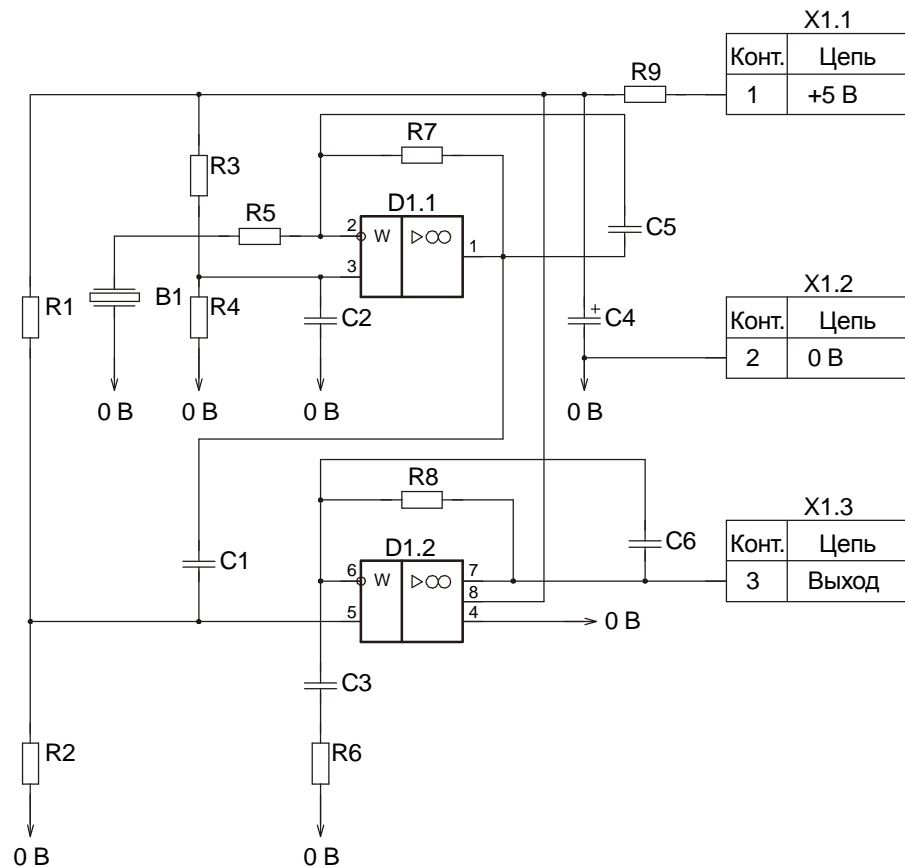 X1.1
Конт. Цепь
1 +5 В
R9
R7
R3
D1.1
R5
2 W ▷∞ 1
3
C5
X1.2
Конт. Цепь
2 0 В
R1
B1
R4
C2
+
C4
0 В 0 В 0 В 0 В
R8
X1.3
Конт. Цепь
3 Выход
C6
D1.2
C1
6 W ▷∞ 7
8
5 4
0 В
C3
R2
R6
0 В 0 В